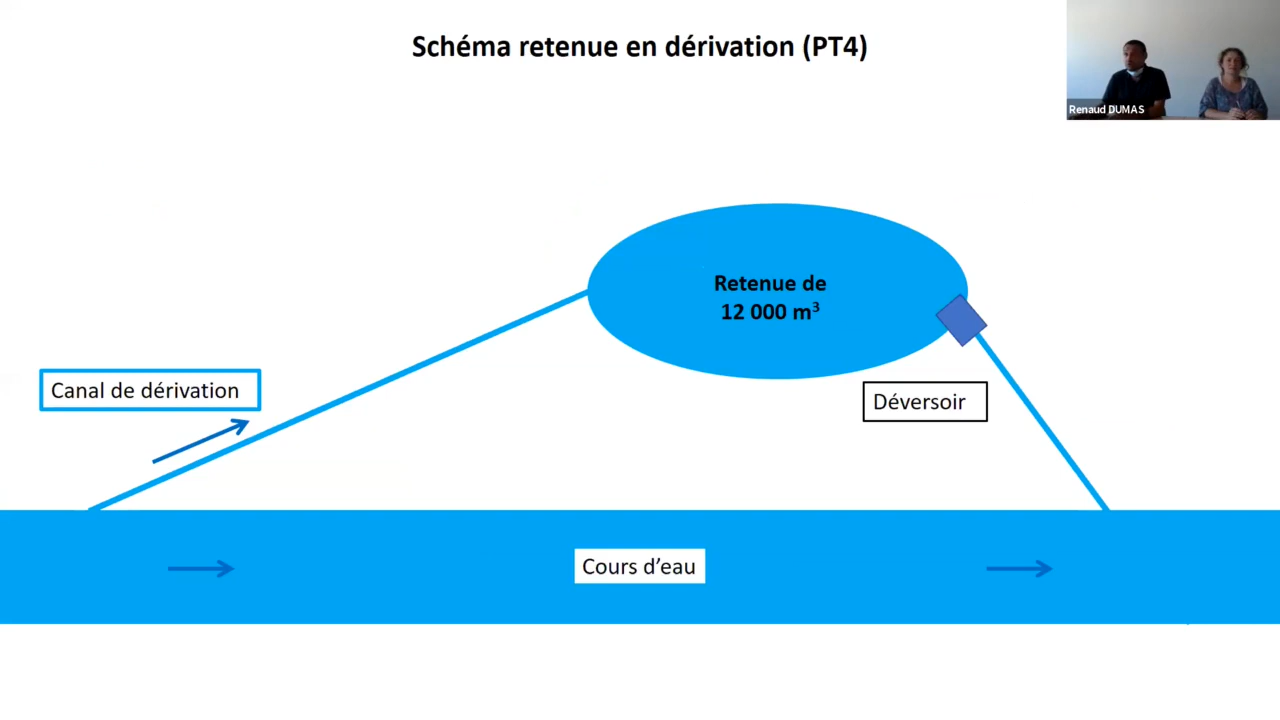 Schéma retenue en dérivation (PT4)
Renaud DUMAS
Retenue de
12 000 m³
Canal de dérivation
Déversoir
Cours d’eau